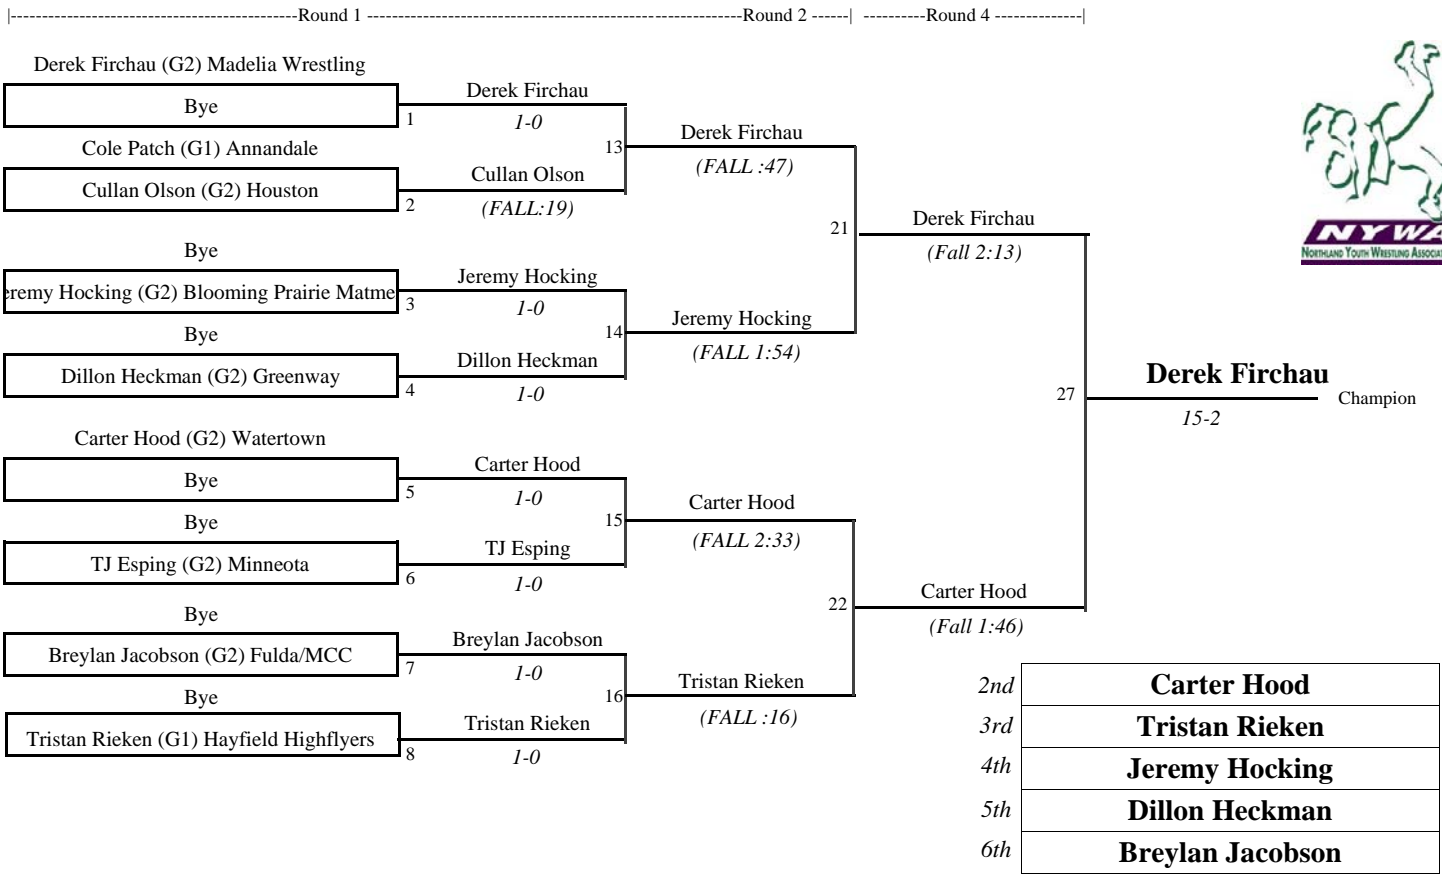 |----------------------------------------------Round 1 ------------------------------------------------------------Round 2 ------| ----------Round 4 --------------|
Derek Firchau (G2) Madelia Wrestling
Bye
1
Derek Firchau
1-0
Cole Patch (G1) Annandale
Cullan Olson (G2) Houston
2
Cullan Olson
(FALL:19)
13
Derek Firchau
(FALL :47)
Bye
eremy Hocking (G2) Blooming Prairie Matme
3
Jeremy Hocking
1-0
Bye
Dillon Heckman (G2) Greenway
4
Dillon Heckman
1-0
14
Jeremy Hocking
(FALL 1:54)
21
Derek Firchau
(Fall 2:13)
Carter Hood (G2) Watertown
Bye
5
Carter Hood
1-0
Bye
TJ Esping (G2) Minneota
6
TJ Esping
1-0
15
Carter Hood
(FALL 2:33)
Bye
Breylan Jacobson (G2) Fulda/MCC
7
Breylan Jacobson
1-0
Bye
Tristan Rieken (G1) Hayfield Highflyers
8
Tristan Rieken
1-0
16
Tristan Rieken
(FALL :16)
22
Carter Hood
(Fall 1:46)
27
Derek Firchau
15-2
Champion
NYWA
NORTHLAND YOUTH WRESTLING ASSOCIA
2nd Carter Hood
3rd Tristan Rieken
4th Jeremy Hocking
5th Dillon Heckman
6th Breylan Jacobson